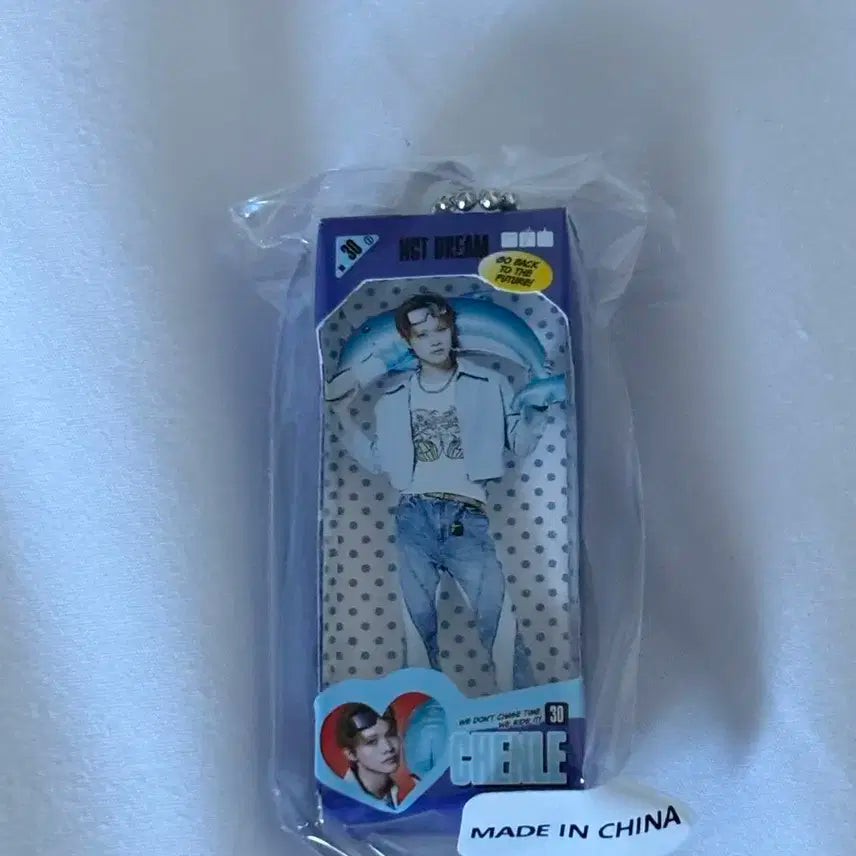 30
NCT DREAM
GO BACK
TO THE
FUTURE!
WE DON'T CHASE TIME
WE RIDE IT!
30
CHENLE
MADE IN CHINA